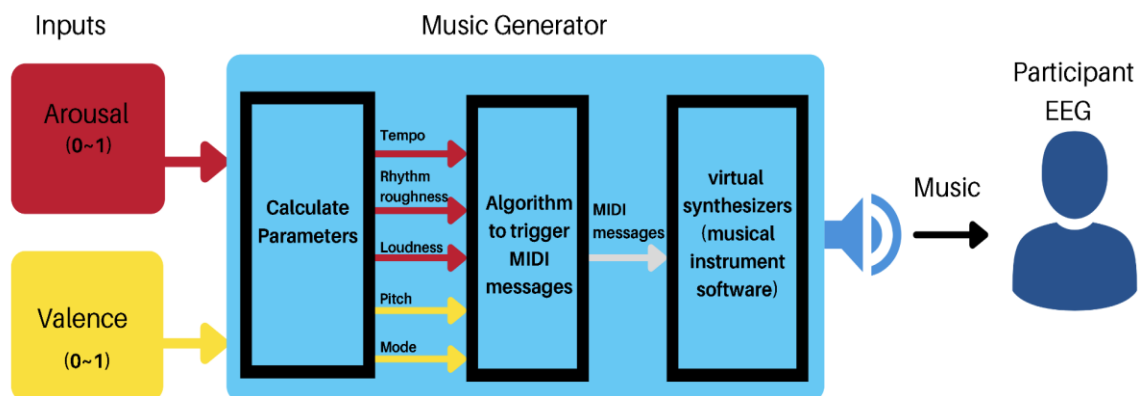 Inputs
Music Generator
Participant
EEG
Arousal
(0~1)
Valence
(0~1)
Calculate
Parameters
Tempo
Rhythm
roughness
Loudness
Pitch
Mode
Algorithm
to trigger
MIDI
messages
MIDI
messages
virtual
synthesizers
(musical
instrument
software)
Music